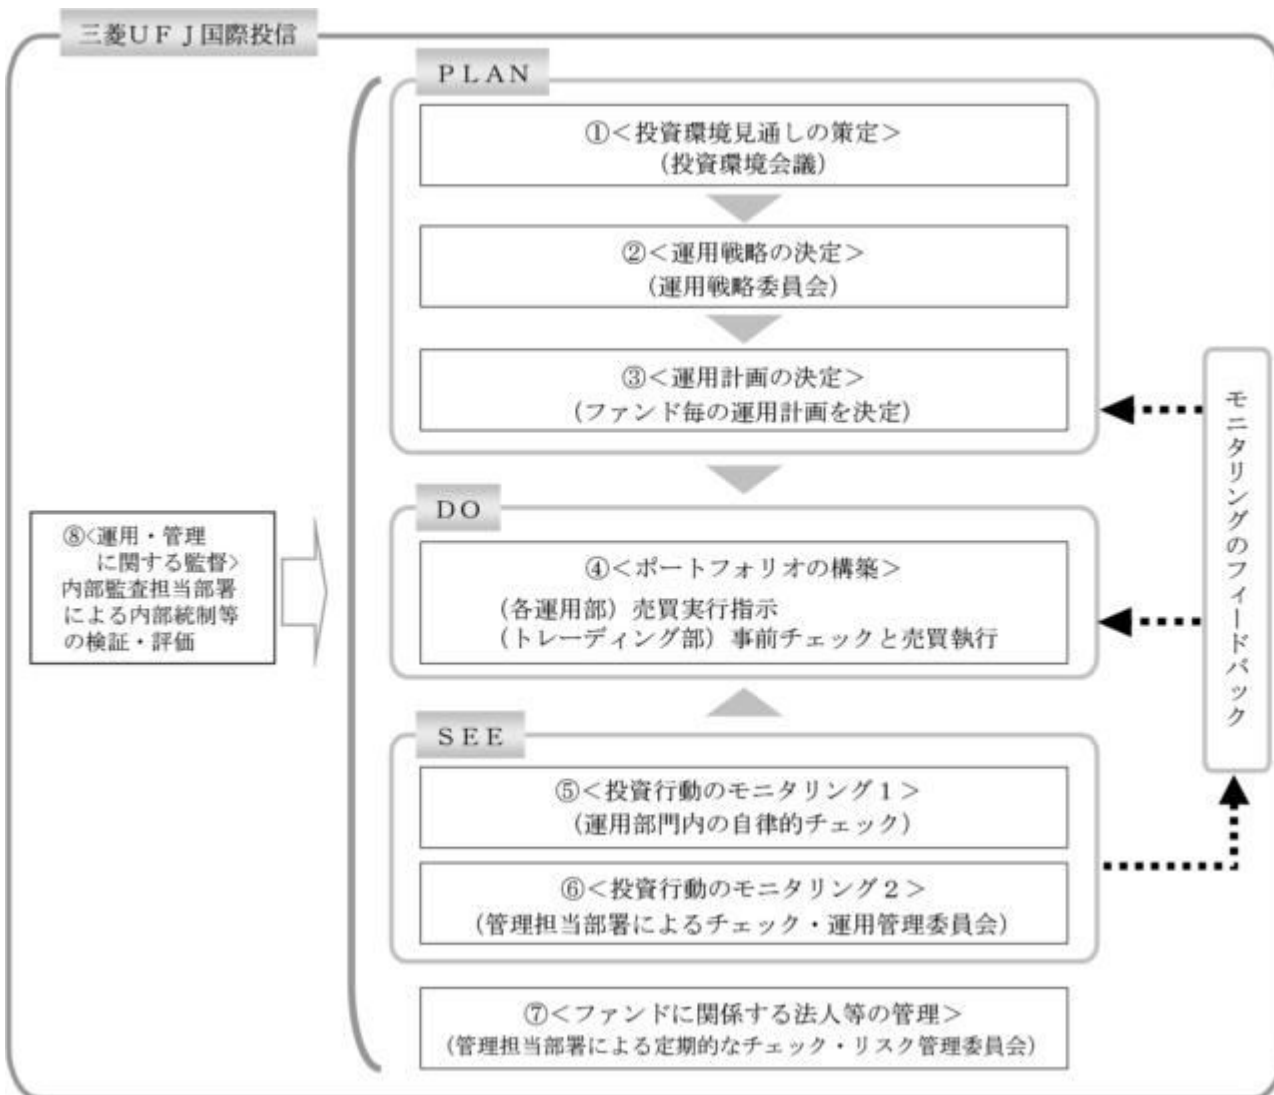 三菱ＵＦＪ国際投信
ＰＬＡＮ
①＜投資環境見通しの策定＞
（投資環境会議）
②＜運用戦略の決定＞
（運用戦略委員会）
③＜運用計画の決定＞
（ファンド毎の運用計画を決定）
ＤＯ
④＜ポートフォリオの構築＞
（各運用部）売買実行指示
（トレーディング部）事前チェックと売買執行
ＳＥＥ
⑤＜投資行動のモニタリング１＞
（運用部門内の自律的チェック）
⑥＜投資行動のモニタリング２＞
（管理担当部署によるチェック・運用管理委員会）
⑦＜ファンドに関係する法人等の管理＞
（管理担当部署による定期的なチェック・リスク管理委員会）
⑧＜運用・管理
に関する監督＞
内部監査担当部署
による内部統制等
の検証・評価
モニタリングのフィードバック